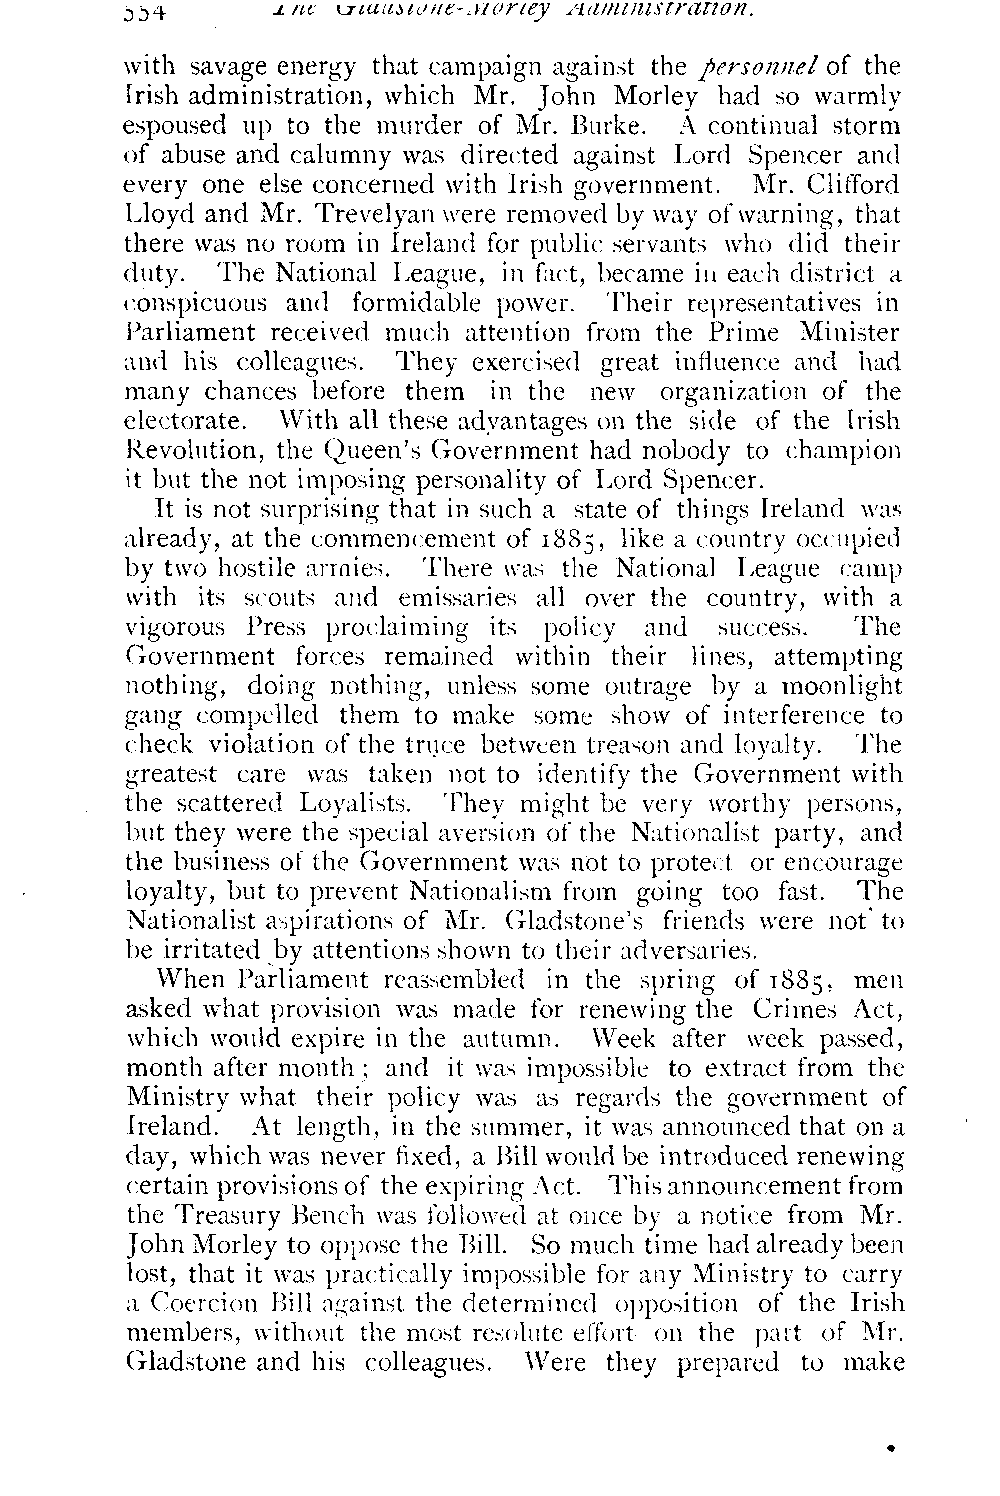 554 The Gladstone-Morley Administration.
with savage energy that campaign against the personnel of the
Irish administration, which Mr. John Morley had so warmly
espoused up to the murder of Mr. Burke. A continual storm
of abuse and calumny was directed against Lord Spencer and
every one else concerned with Irish government. Mr. Clifford
Lloyd and Mr. Trevelyan were removed by way of warning, that
there was no room in Ireland for public servants who did their
duty. The National League, in fact, became in each district a
conspicuous and formidable power. Their representatives in
Parliament received much attention from the Prime Minister
and his colleagues. They exercised great influence and had
many chances before them in the new organization of the
electorate. With all these advantages on the side of the Irish
Revolution, the Queen's Government had nobody to champion
it but the not imposing personality of Lord Spencer.
It is not surprising that in such a state of things Ireland was
already, at the commencement of 1885, like a country occupied
by two hostile armies. There was the National League camp
with its scouts and emissaries all over the country, with a
vigorous Press proclaiming its policy and success. The
Government forces remained within their lines, attempting
nothing, doing nothing, unless some outrage by a moonlight
gang compelled them to make some show of interference to
check violation of the truce between treason and loyalty. The
greatest care was taken not to identify the Government with
the scattered Loyalists. They might be very worthy persons,
but they were the special aversion of the Nationalist party, and
the business of the Government was not to protect or encourage
loyalty, but to prevent Nationalism from going too fast. The
Nationalist aspirations of Mr. Gladstone's friends were not to
be irritated by attentions shown to their adversaries.
When Parliament reassembled in the spring of 1885, men
asked what provision was made for renewing the Crimes Act,
which would expire in the autumn. Week after week passed,
month after month; and it was impossible to extract from the
Ministry what their policy was as regards the government of
Ireland. At length, in the summer, it was announced that on a
day, which was never fixed, a Bill would be introduced renewing
certain provisions of the expiring Act. This announcement from
the Treasury Bench was followed at once by a notice from Mr.
John Morley to oppose the Bill. So much time had already been
lost, that it was practically impossible for any Ministry to carry
a Coercion Bill against the determined opposition of the Irish
members, without the most resolute effort on the part of Mr.
Gladstone and his colleagues. Were they prepared to make